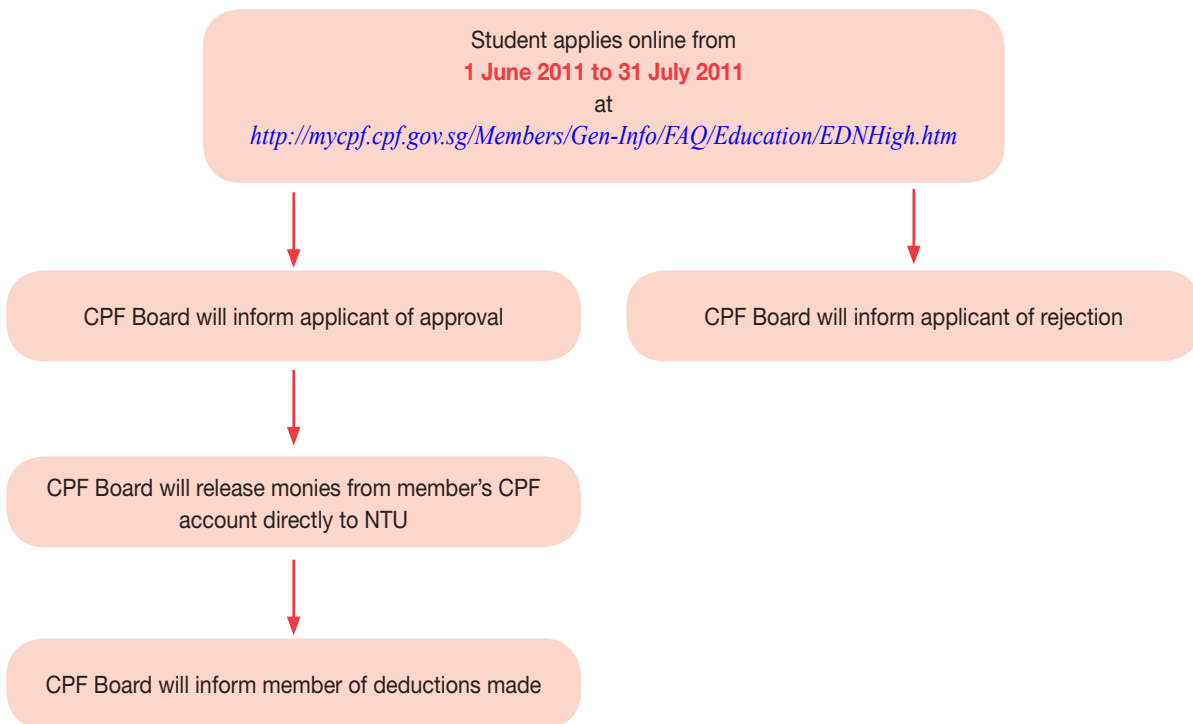 Student applies online from
1 June 2011 to 31 July 2011
at
http://mycpf.cpf.gov.sg/Members/Gen-Info/FAQ/Education/EDNHigh.htm
CPF Board will inform applicant of approval
CPF Board will inform applicant of rejection
CPF Board will release monies from member’s CPF
account directly to NTU
CPF Board will inform member of deductions made